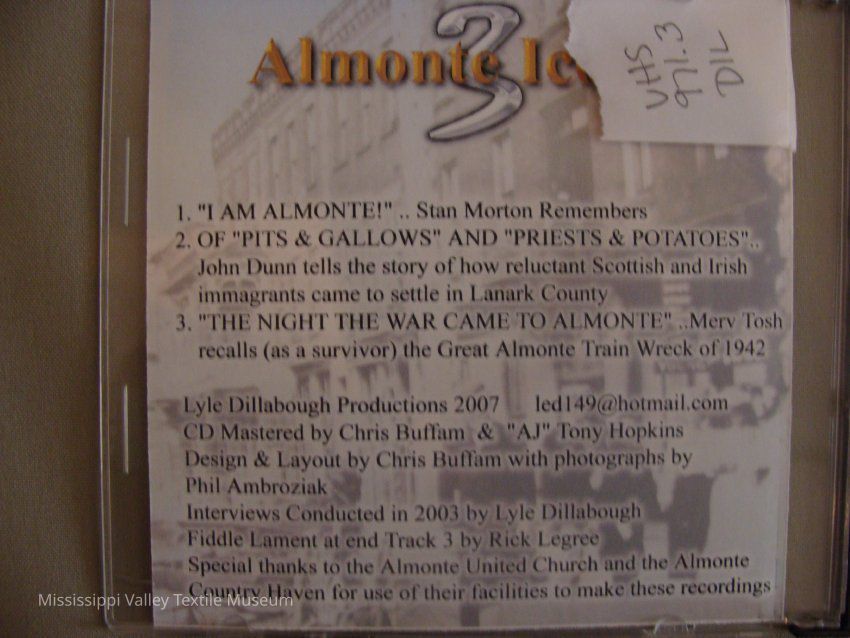 3
Almonte Ic
VHS
971.3
DIL
1. "I AM ALMONTE!" .. Stan Morton Remembers
2. OF "PITS & GALLOWS" AND "PRIESTS & POTATOES"..
John Dunn tells the story of how reluctant Scottish and Irish
immagrants came to settle in Lanark County
3. "THE NIGHT THE WAR CAME TO ALMONTE" ..Merv Tosh
recalls (as a survivor) the Great Almonte Train Wreck of 1942
Lyle Dillabough Productions 2007 led149@hotmail.com
CD Mastered by Chris Buffam & "AJ" Tony Hopkins
Design & Layout by Chris Buffam with photographs by
Phil Ambroziak
Interviews Conducted in 2003 by Lyle Dillabough
Fiddle Lament at end Track 3 by Rick Legree
Special thanks to the Almonte United Church and the Almonte
Country Haven for use of their facilities to make these recordings
Mississippi Valley Textile Museum